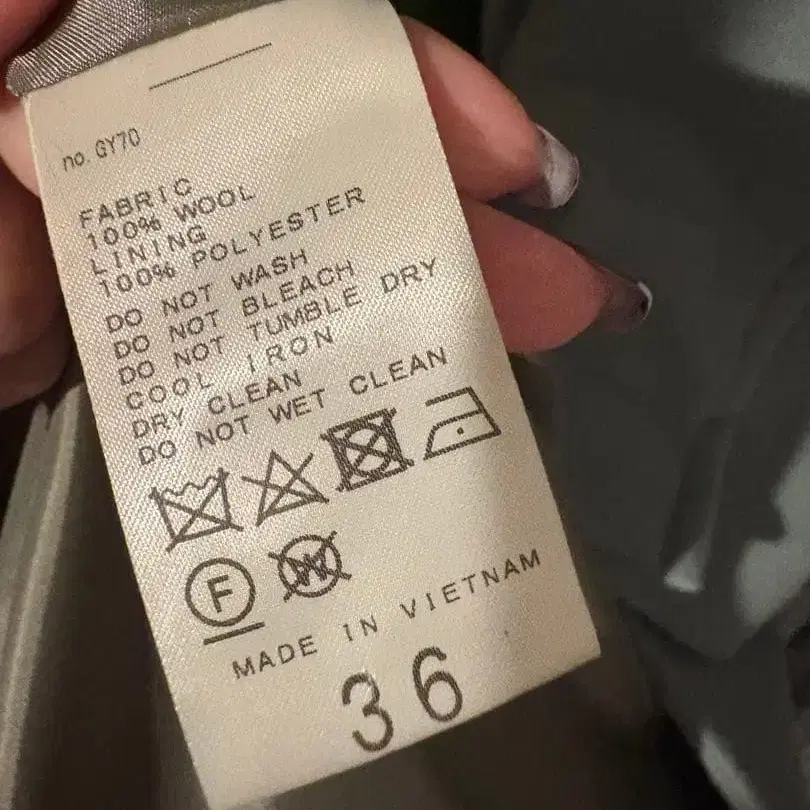 no. GY70
FABRIC
100% WOOL
LINING
100% POLYESTER
DO NOT WASH
DO NOT BLEACH
DO NOT TUMBLE DRY
COOL IRON
DRY CLEAN
DO NOT WET CLEAN
F W
MADE IN VIETNAM
36